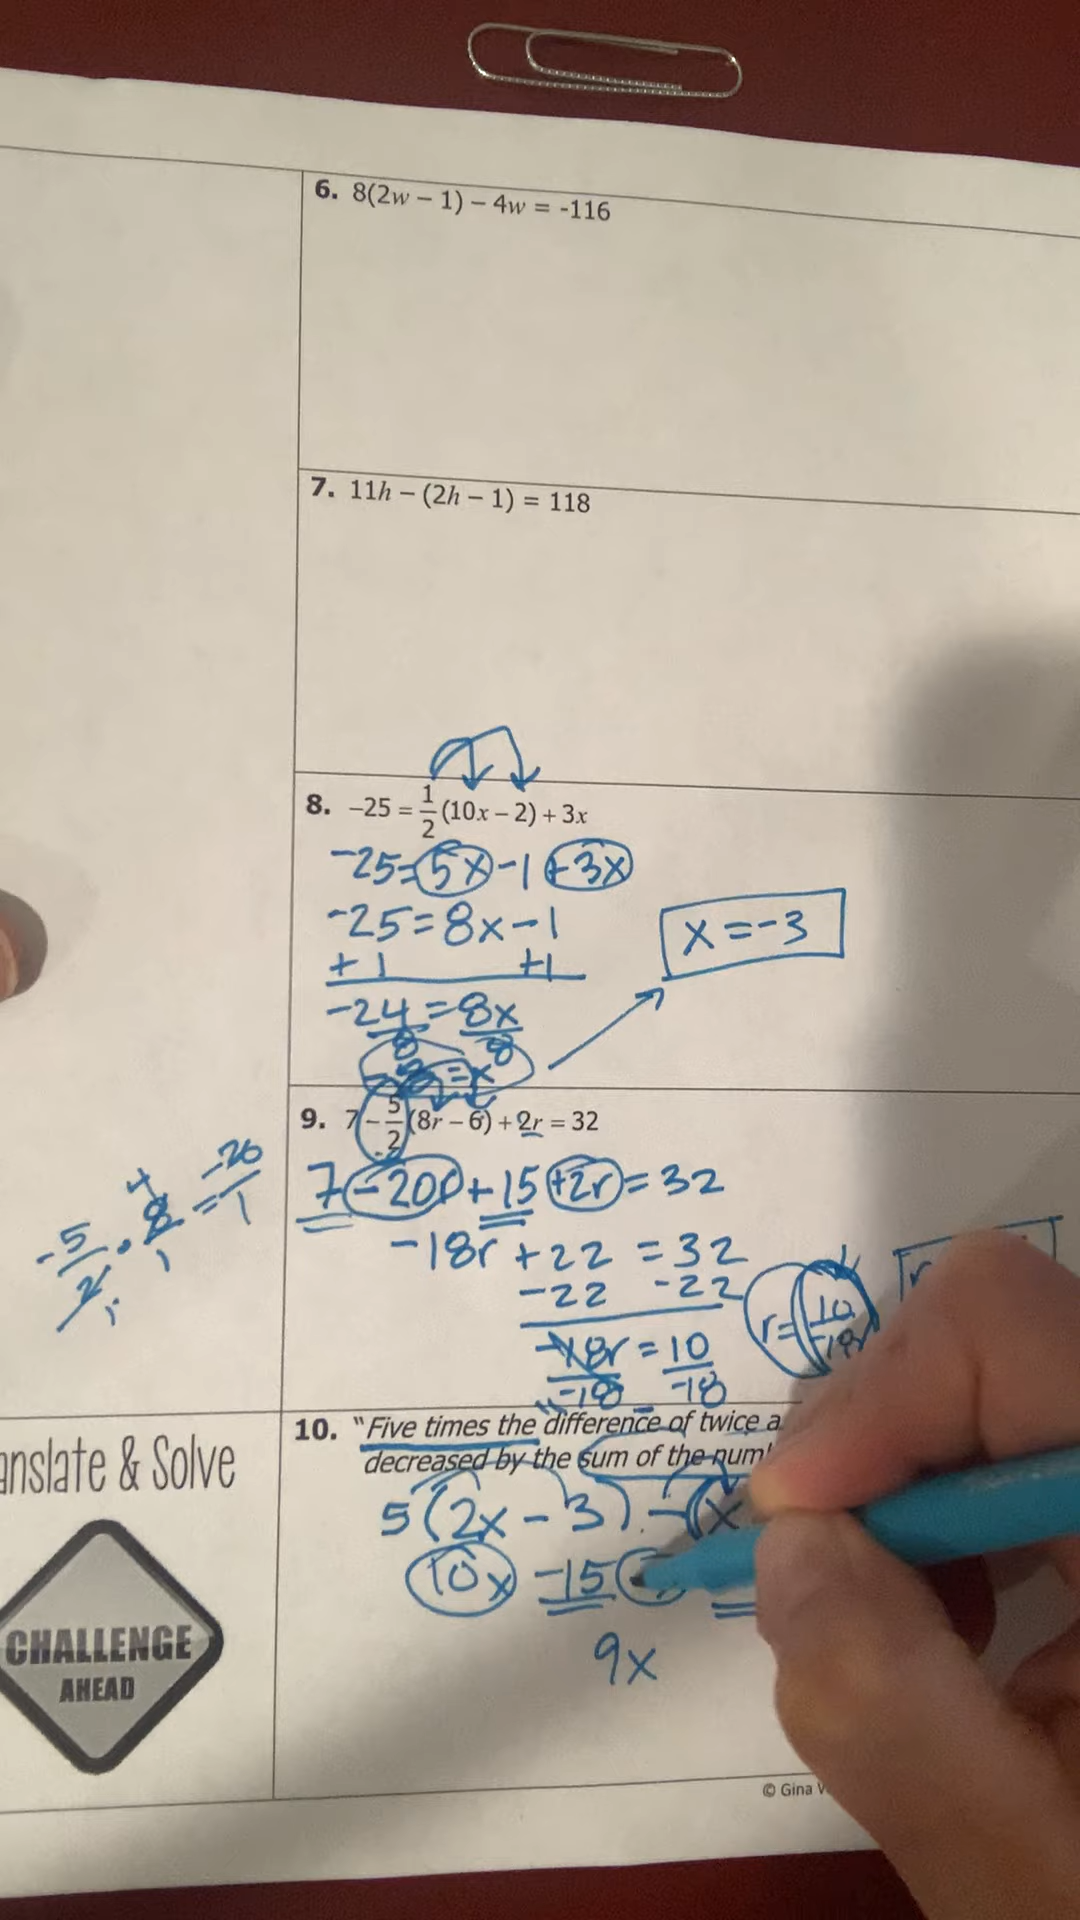 6. 8(2w – 1) – 4w = -116
7. 11h – (2h – 1) = 118
8. –25 = 1/2 (10x – 2) + 3x
-25=5x-1+3x
-25=8x-1
+1 +1
-24=8x
8 8
x=-3
9. 7 – 5/2 (8r – 6) + 2r = 32
7-20r+15+2r=32
-18r+22=32
-22 -22
-18r=10
-18 -18
r=10/-18
-5/2 • 8/1 = -20/1
anslate & Solve
CHALLENGE
AHEAD
10. "Five times the difference of twice a
decreased by the sum of the
5(2x-3)-(x
10x-15
9x
© Gina